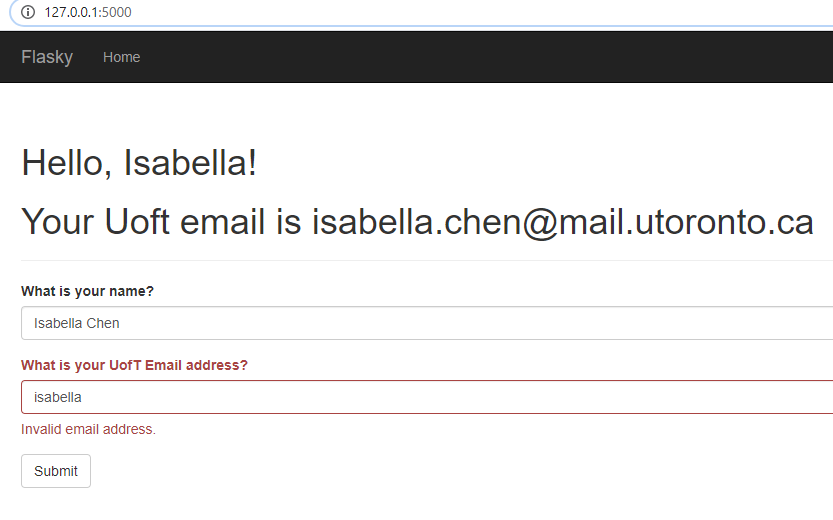 127.0.0.1:5000
Flasky Home
Hello, Isabella!
Your Uoft email is isabella.chen@mail.utoronto.ca
What is your name?
Isabella Chen
What is your UofT Email address?
isabella
Invalid email address.
Submit